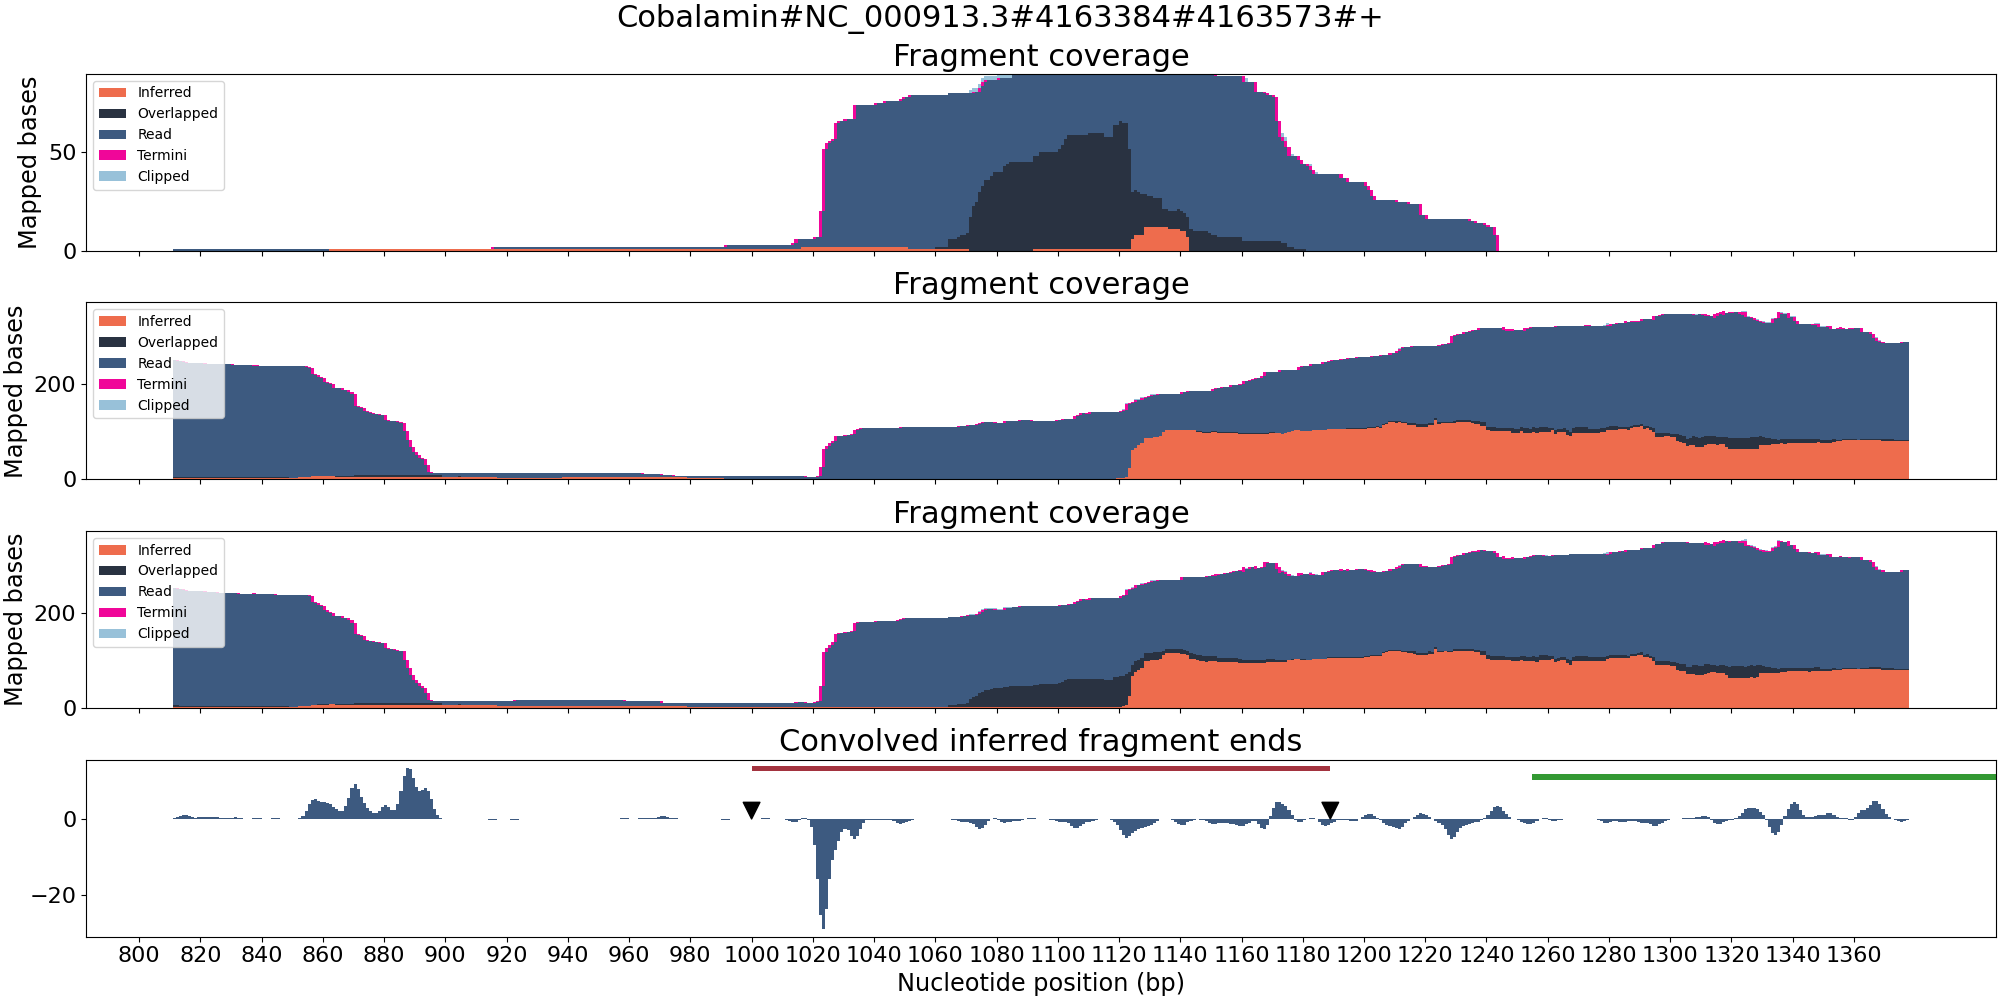 Cobalamin#NC_000913.3#4163384#4163573#+
Fragment coverage
Mapped bases
50
0
Inferred
Overlapped
Read
Termini
Clipped
Fragment coverage
Mapped bases
200
0
Inferred
Overlapped
Read
Termini
Clipped
Fragment coverage
Mapped bases
200
0
Inferred
Overlapped
Read
Termini
Clipped
Convolved inferred fragment ends
0
−20
800 820 840 860 880 900 920 940 960 980 1000 1020 1040 1060 1080 1100 1120 1140 1160 1180 1200 1220 1240 1260 1280 1300 1320 1340 1360
Nucleotide position (bp)